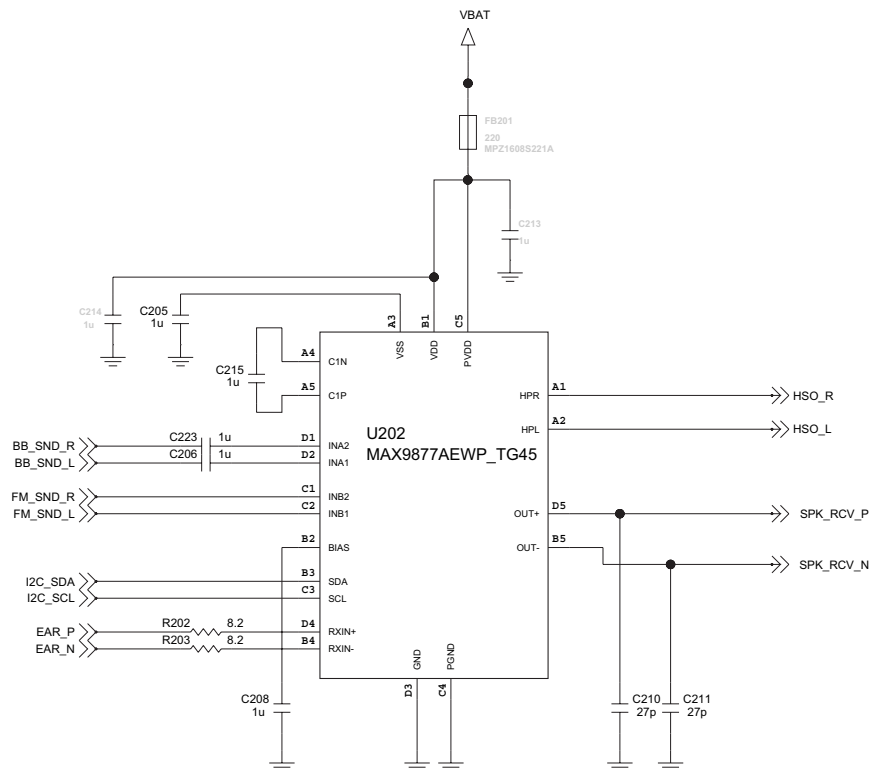 VBAT
FB201
220
MPZ1608S221A
C213
1u
C214
1u
C205
1u
A3
B1
C5
VSS
VDD
PVDD
A4
C1N
C215
1u
A5
C1P
A1
HPR
HSO_R
A2
HPL
HSO_L
U202
MAX9877AEWP_TG45
BB_SND_R
C223
1u
D1
INA2
BB_SND_L
C206
1u
D2
INA1
FM_SND_R
C1
INB2
FM_SND_L
C2
INB1
D5
OUT+
SPK_RCV_P
B2
BIAS
B5
OUT-
SPK_RCV_N
I2C_SDA
B3
SDA
I2C_SCL
C3
SCL
EAR_P
R202
8.2
D4
RXIN+
EAR_N
R203
8.2
B4
RXIN-
GND
PGND
D3
C4
C208
1u
C210
27p
C211
27p